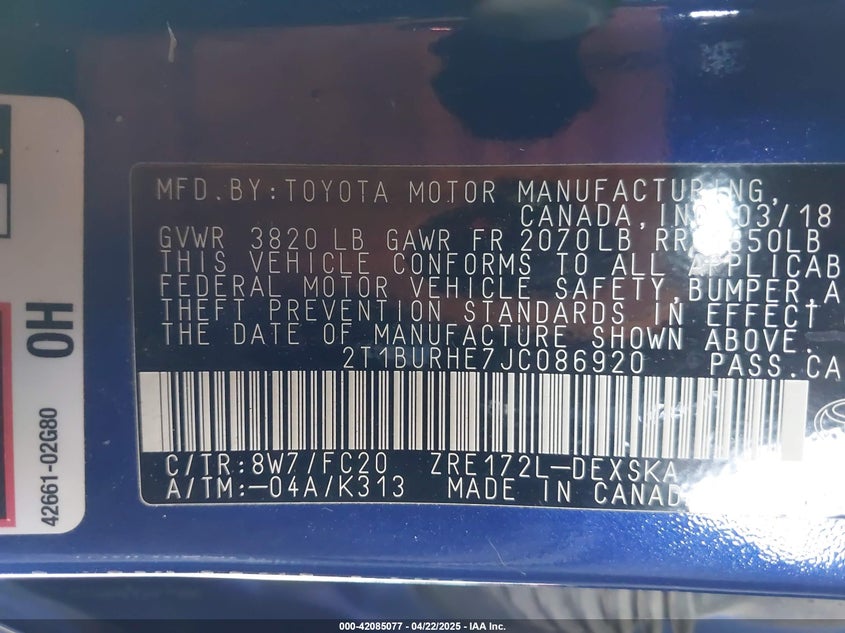 MFD.BY:TOYOTA MOTOR MANUFACTURING,
CANADA, 03/18
GVWR 3820 LB GAWR FR 2070LB
THIS VEHICLE CONFORMS TO ALL APPLICAB
FEDERAL MOTOR VEHICLE SAFETY,BUMPER,A
THEFT PREVENTION STANDARDS IN EFFECT
THE DATE OF MANUFACTURE SHOWN ABOVE.
2T1BURHE7JC086920 PASS.CA
C/TR:8W7/FC20 ZRE172L-DEXSKA
A/TM:-04A/K313 MADE IN CANAD
OH
42661-02G80
000-42085077 - 04/22/2025 - IAA Inc.